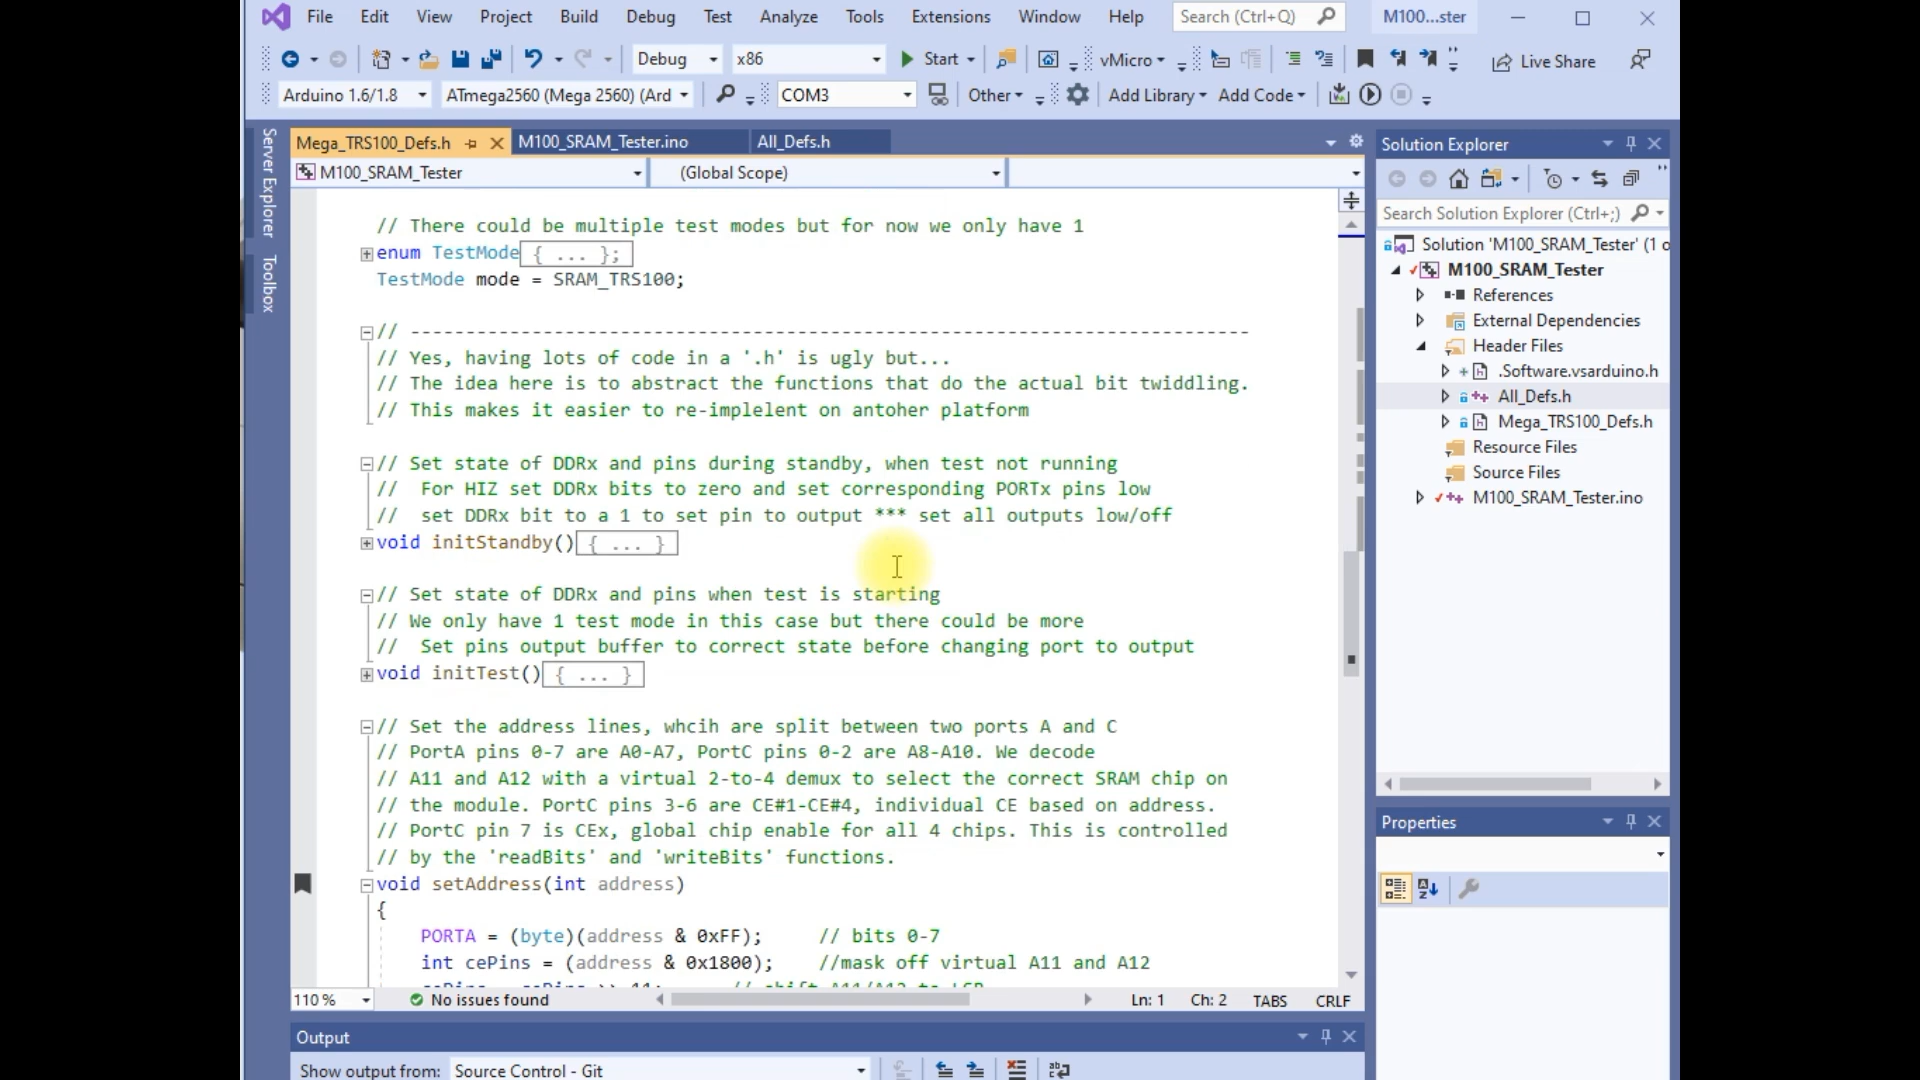 File Edit View Project Build Debug Test Analyze Tools Extensions Window Help Search (Ctrl+Q) M100...ster
Debug x86 Start vMicro Live Share
Arduino 1.6/1.8 ATmega2560 (Mega 2560) (Ard COM3 Other Add Library Add Code
Server Explorer
Toolbox
Mega_TRS100_Defs.h M100_SRAM_Tester.ino All_Defs.h
M100_SRAM_Tester (Global Scope)
// There could be multiple test modes but for now we only have 1
enum TestMode { ... };
TestMode mode = SRAM_TRS100;
// ----------------------------------------------------------------------------
// Yes, having lots of code in a '.h' is ugly but...
// The idea here is to abstract the functions that do the actual bit twiddling.
// This makes it easier to re-implelent on antoher platform
// Set state of DDRx and pins during standby, when test not running
//  For HIZ set DDRx bits to zero and set corresponding PORTx pins low
//  set DDRx bit to a 1 to set pin to output *** set all outputs low/off
void initStandby() { ... }
// Set state of DDRx and pins when test is starting
// We only have 1 test mode in this case but there could be more
//  Set pins output buffer to correct state before changing port to output
void initTest() { ... }
// Set the address lines, whcih are split between two ports A and C
// PortA pins 0-7 are A0-A7, PortC pins 0-2 are A8-A10. We decode
// A11 and A12 with a virtual 2-to-4 demux to select the correct SRAM chip on
// the module. PortC pins 3-6 are CE#1-CE#4, individual CE based on address.
// PortC pin 7 is CEx, global chip enable for all 4 chips. This is controlled
// by the 'readBits' and 'writeBits' functions.
void setAddress(int address)
{
PORTA = (byte)(address & 0xFF); // bits 0-7
int cePins = (address & 0x1800); //mask off virtual A11 and A12
110 % No issues found Ln: 1 Ch: 2 TABS CRLF
Output
Show output from: Source Control - Git
Solution Explorer
Search Solution Explorer (Ctrl+;)
Solution 'M100_SRAM_Tester' (1 o
M100_SRAM_Tester
References
External Dependencies
Header Files
.Software.vsarduino.h
All_Defs.h
Mega_TRS100_Defs.h
Resource Files
Source Files
M100_SRAM_Tester.ino
Properties